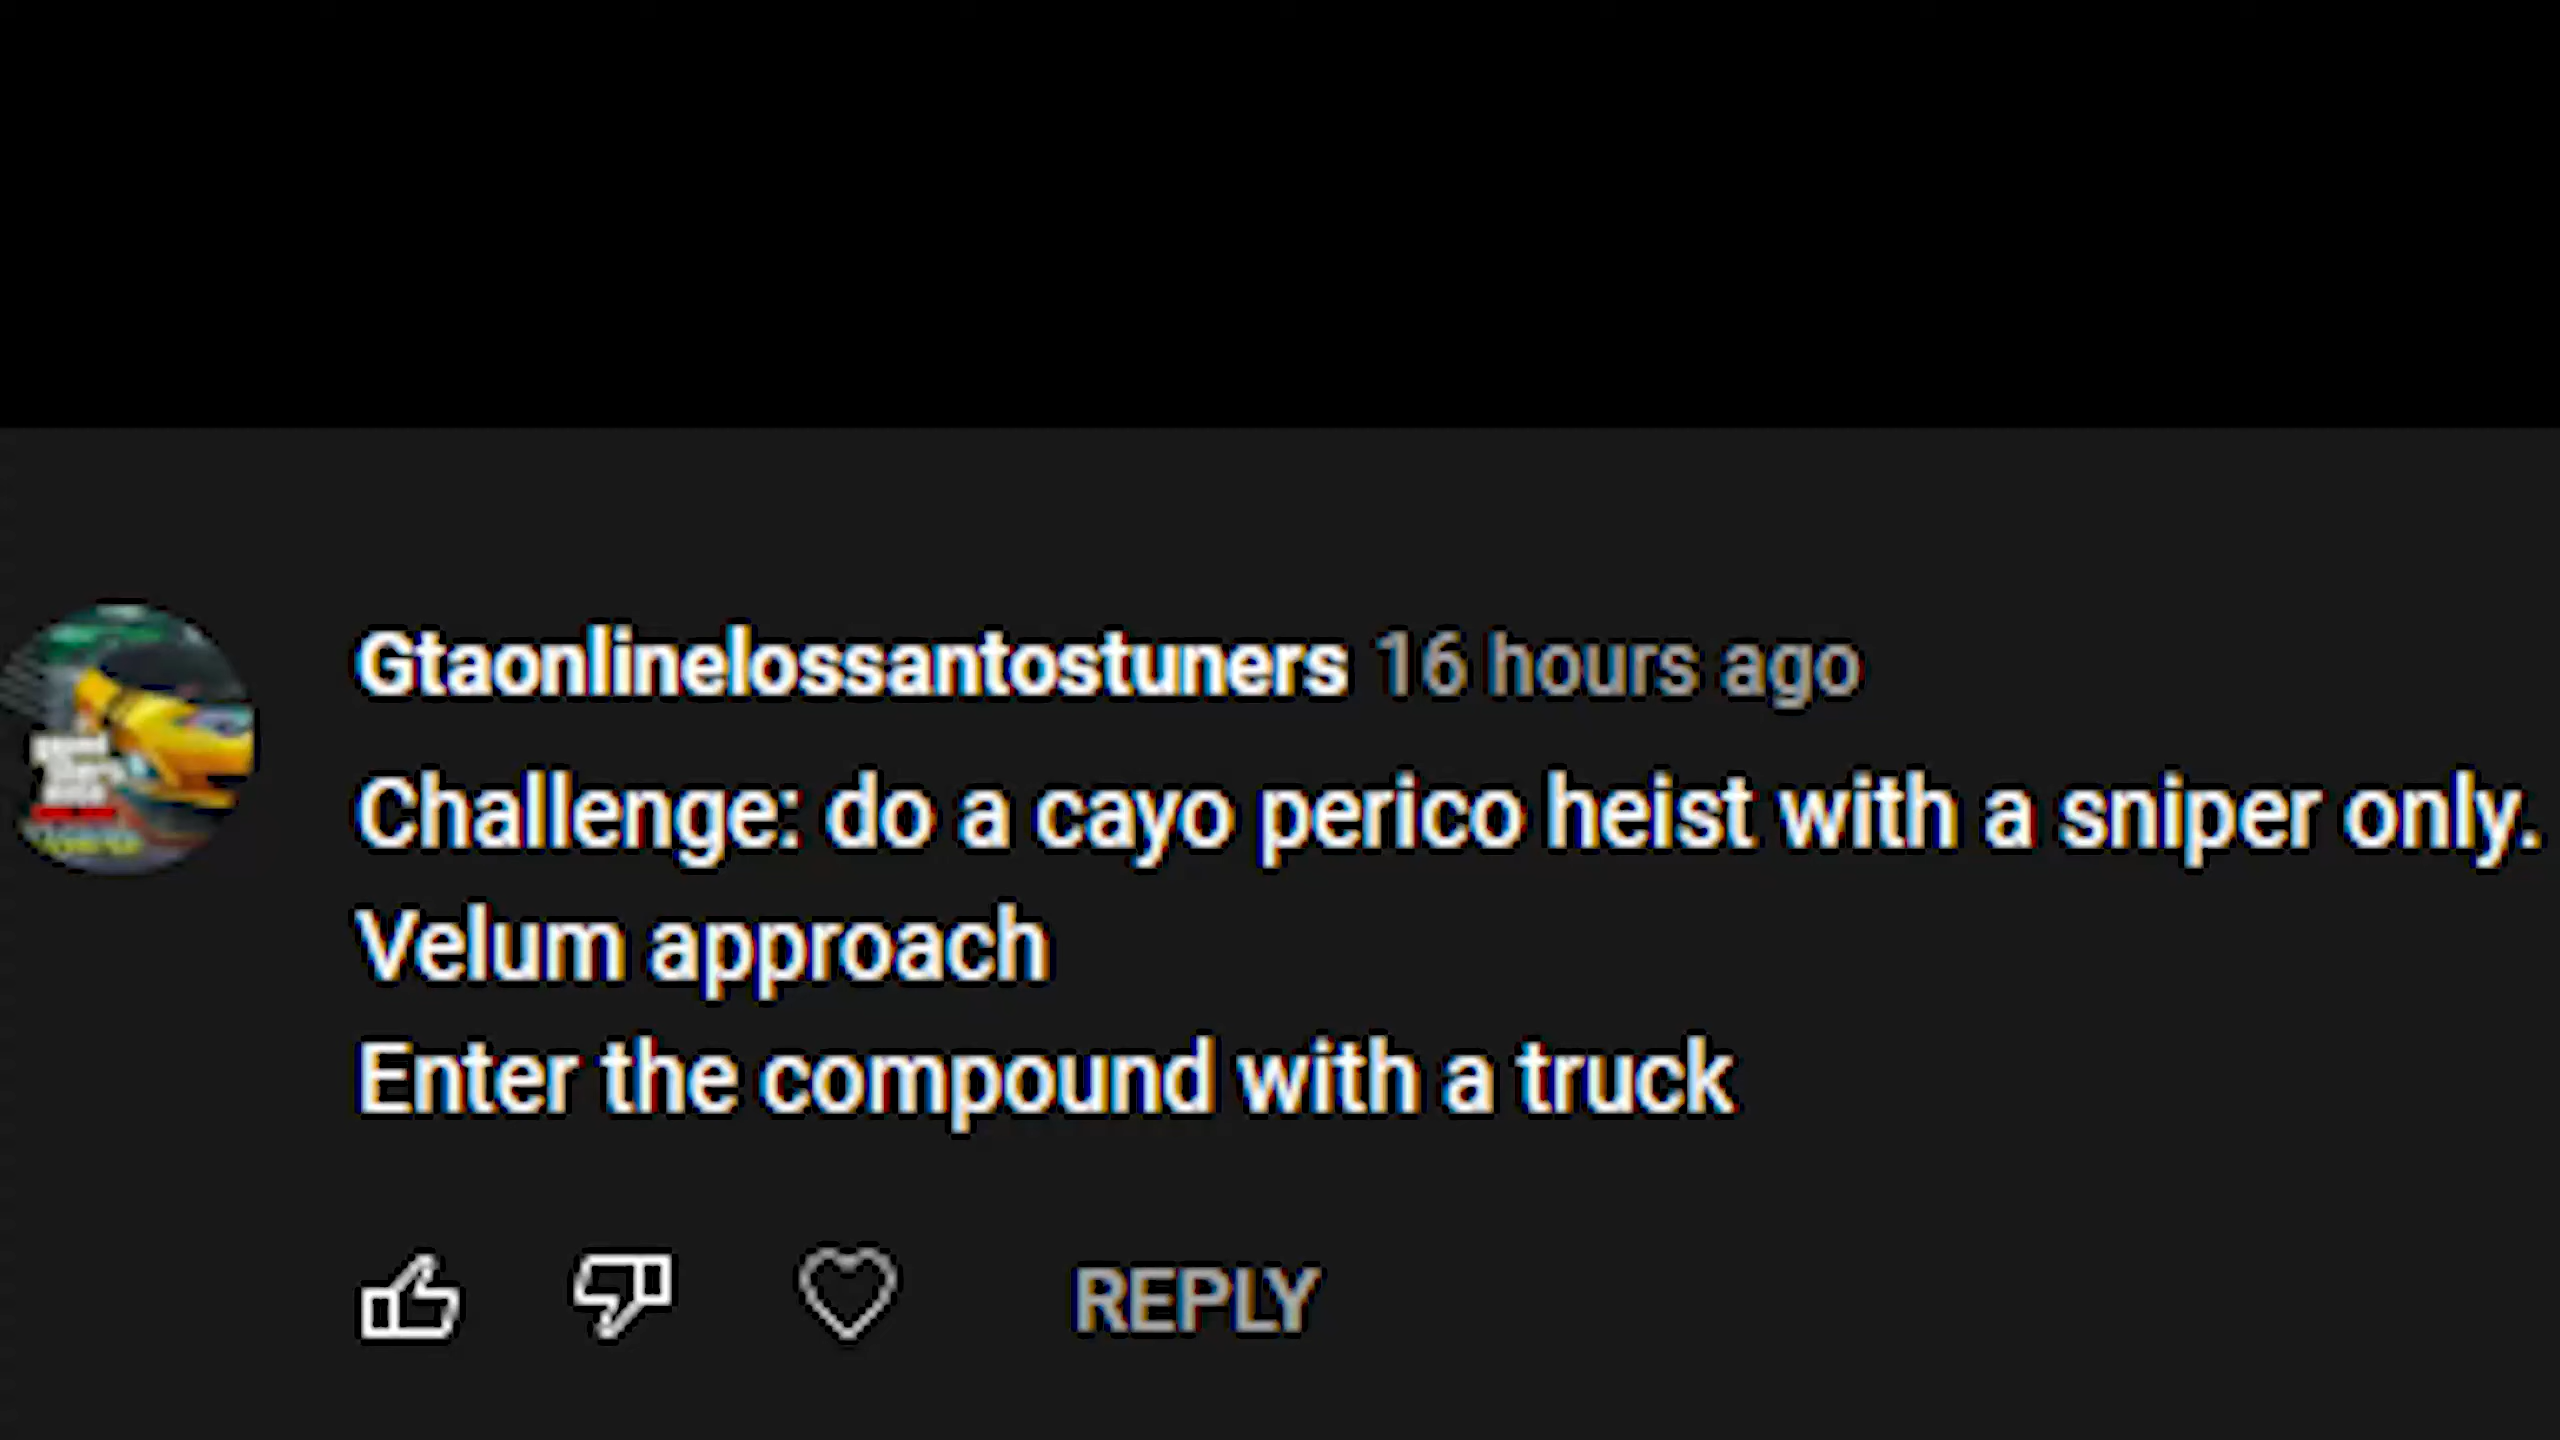 Gtaonlinelossantostuners 16 hours ago
Challenge: do a cayo perico heist with a sniper only.
Velum approach
Enter the compound with a truck
REPLY